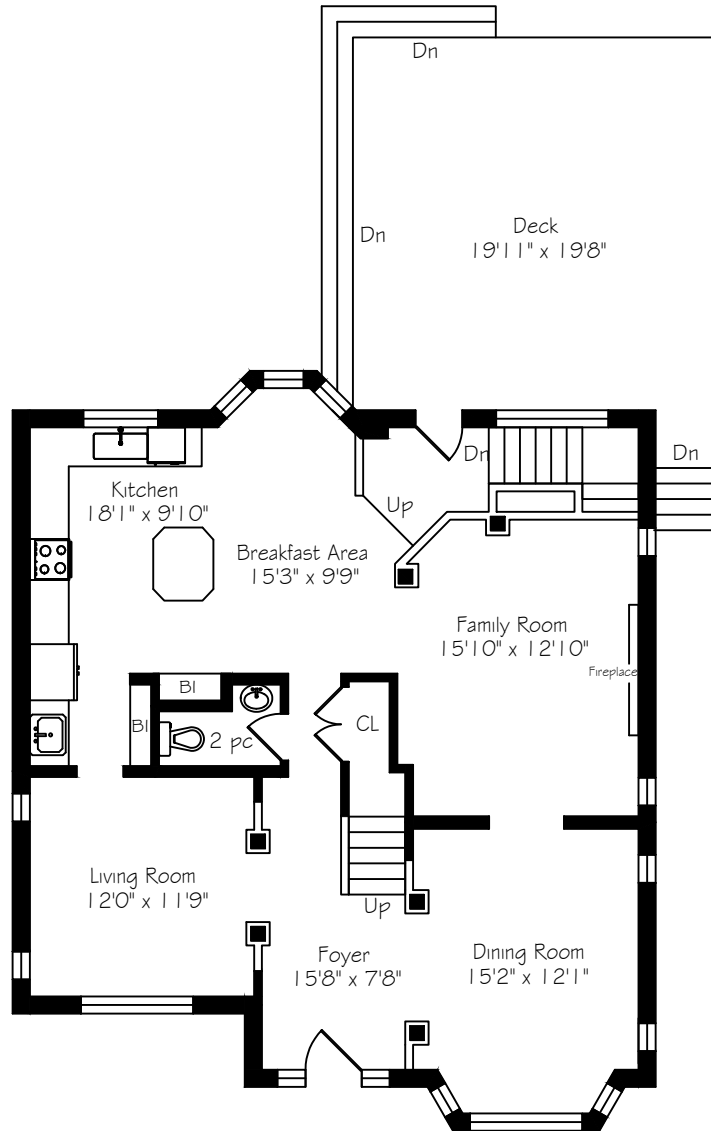 Dn
Dn
Deck
19'11" x 19'8"
Dn
Dn
Kitchen
18'1" x 9'10"
Up
Breakfast Area
15'3" x 9'9"
Family Room
15'10" x 12'10"
Fireplace
BI
BI
2 pc
CL
Living Room
12'0" x 11'9"
Up
Foyer
15'8" x 7'8"
Dining Room
15'2" x 12'1"